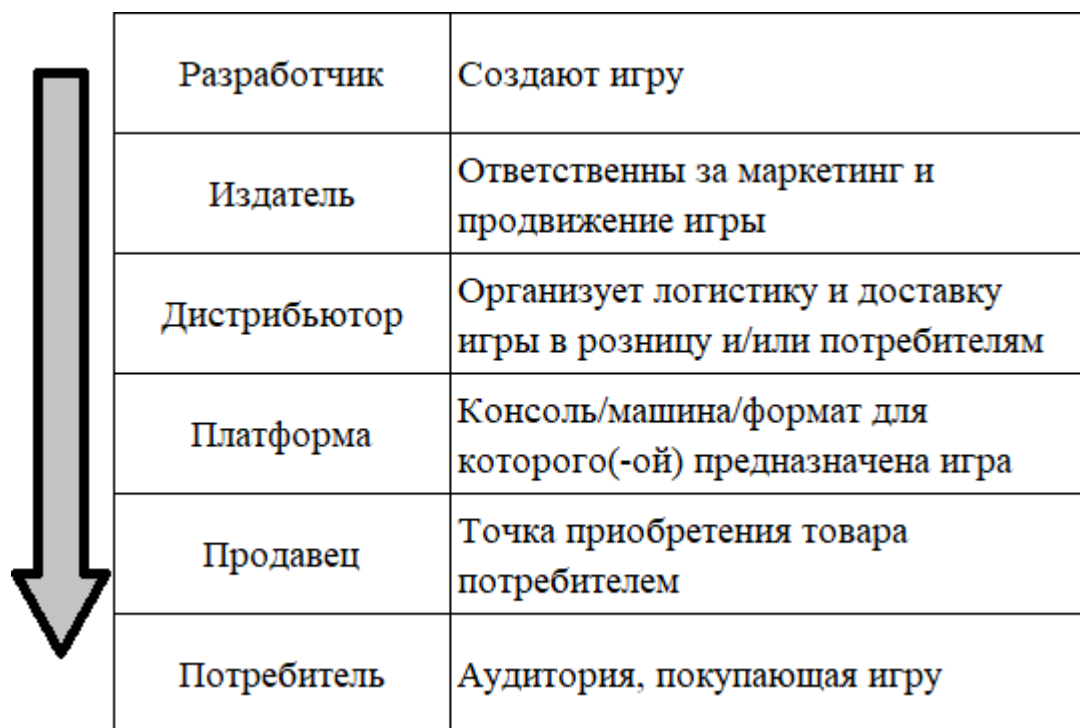 Разработчик
Создают игру
Издатель
Ответственны за маркетинг и
продвижение игры
Дистрибьютор
Организует логистику и доставку
игры в розницу и/или потребителям
Платформа
Консоль/машина/формат для
которого(-ой) предназначена игра
Продавец
Точка приобретения товара
потребителем
Потребитель
Аудитория, покупающая игру